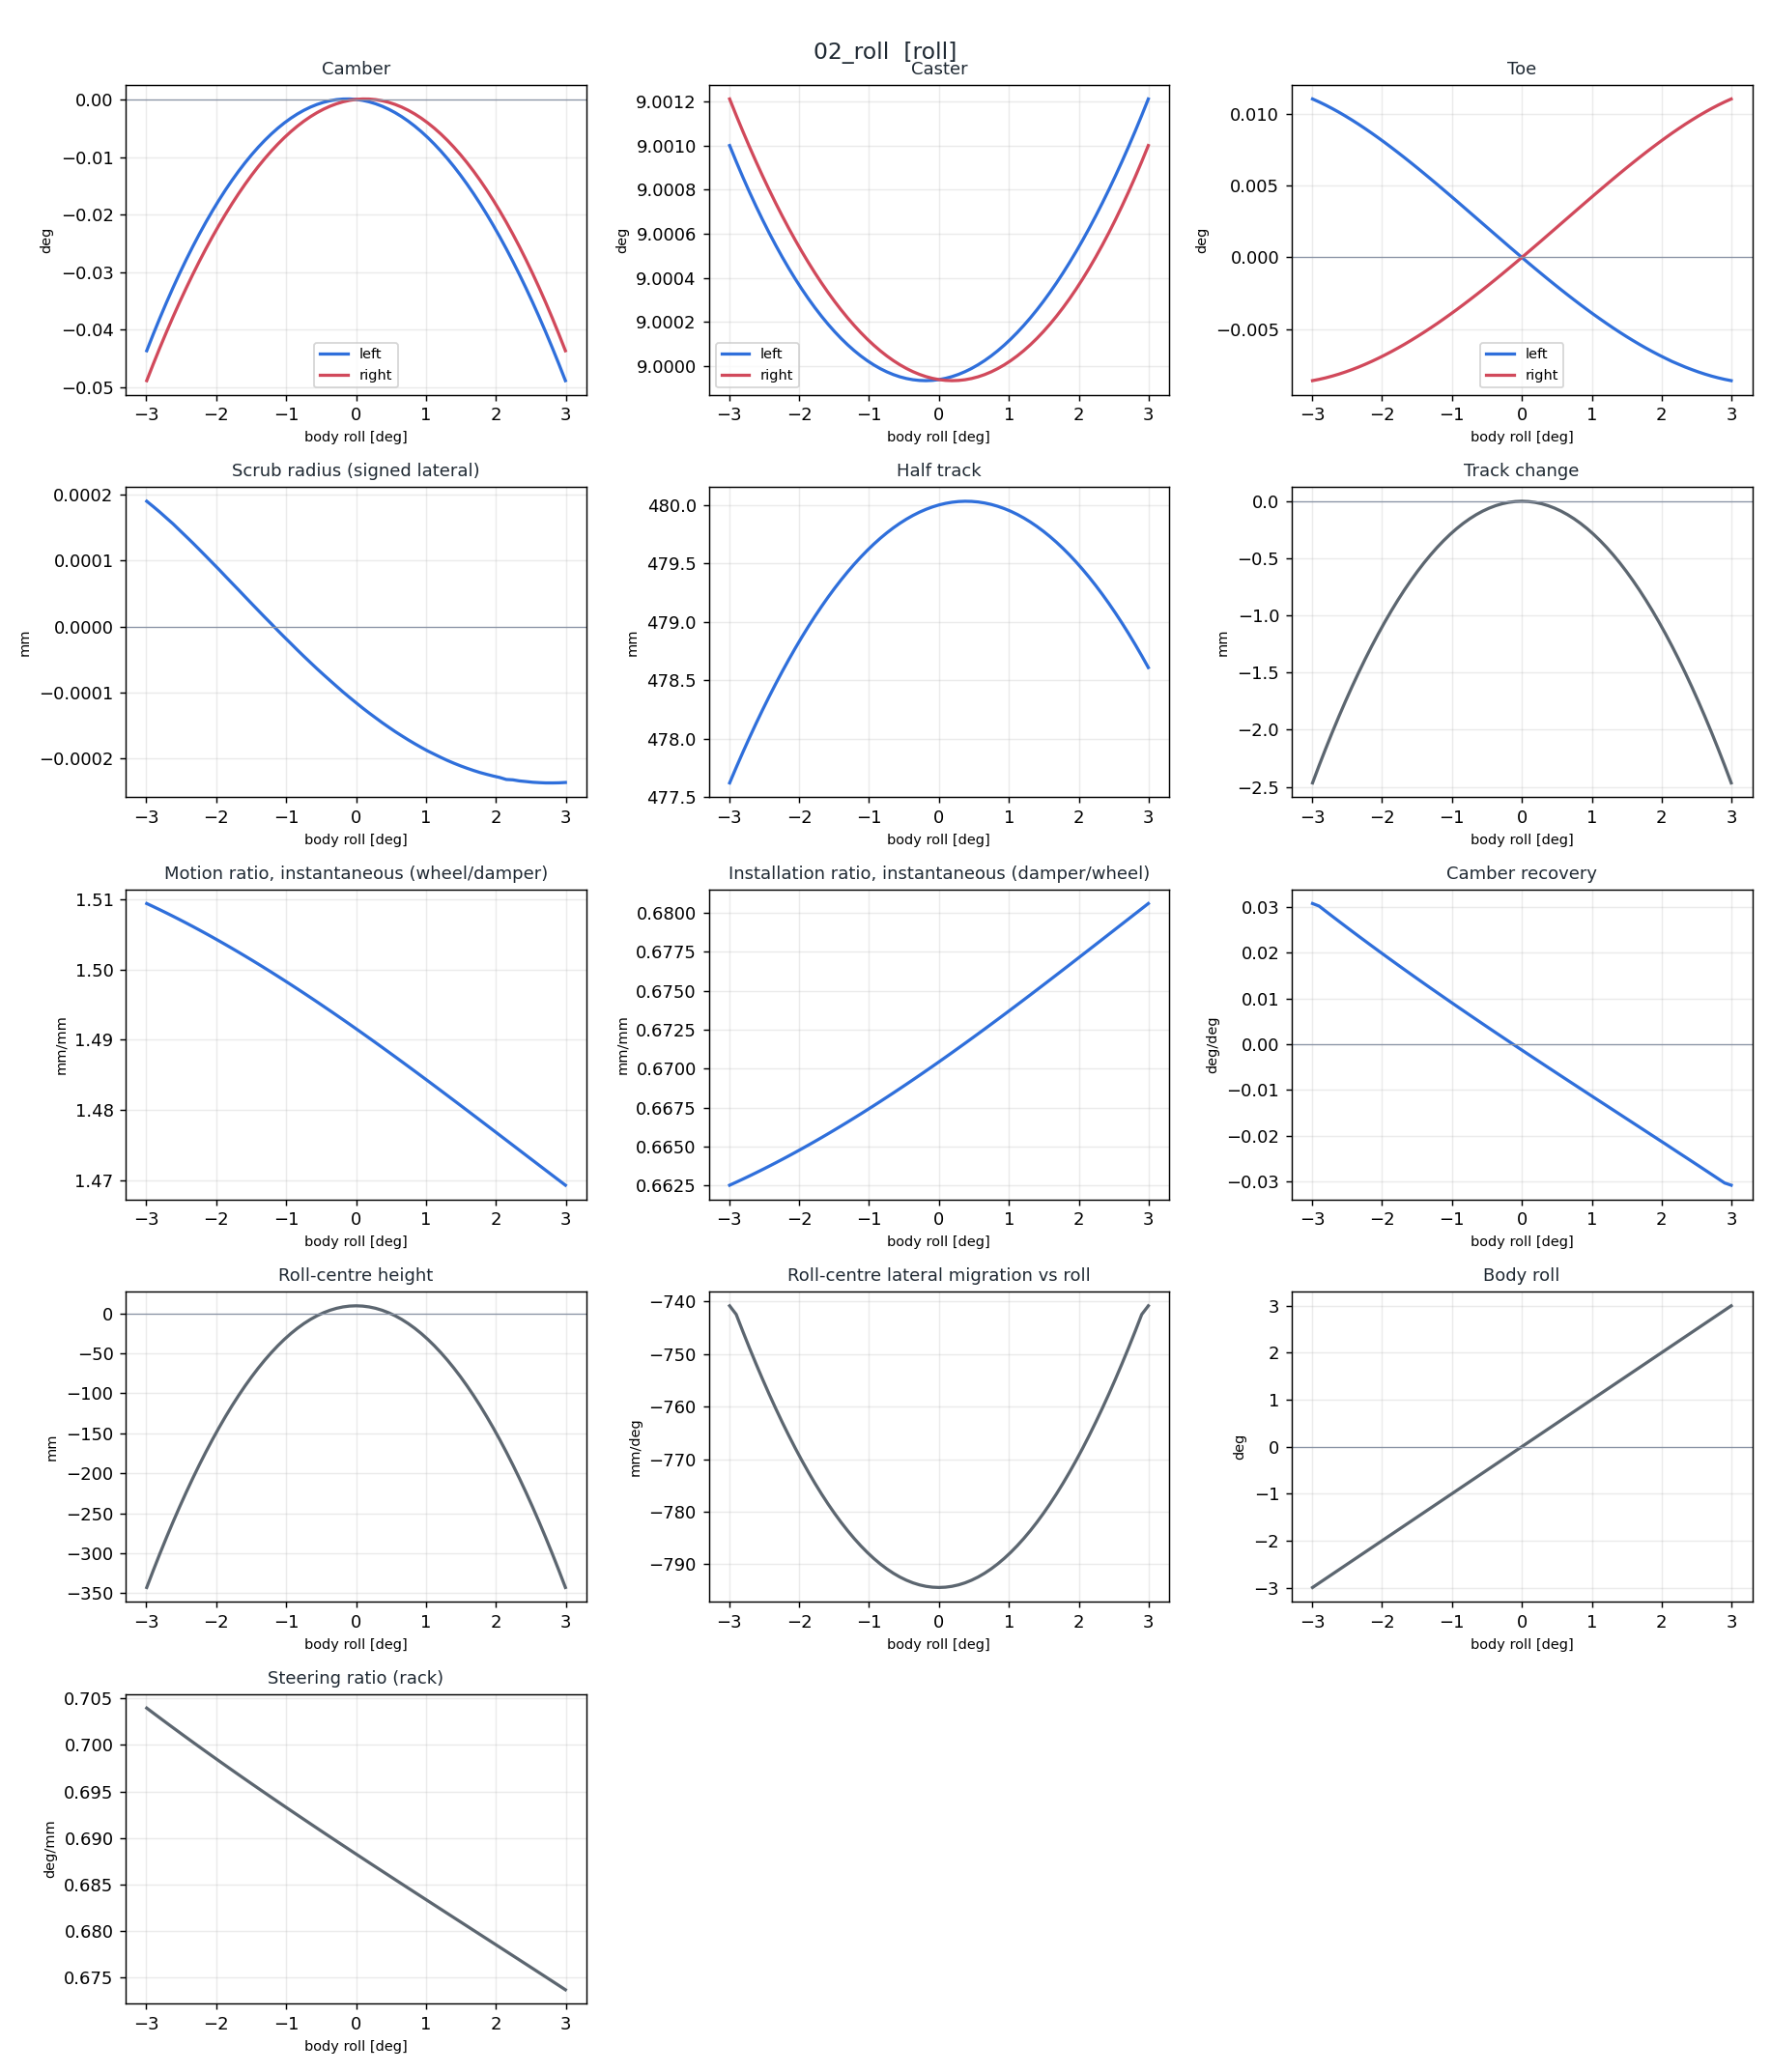 02_roll  [roll]
Camber
deg
0.00
−0.01
−0.02
−0.03
−0.04
−0.05
left
right
−3 −2 −1 0 1 2 3
body roll [deg]
Caster
deg
9.0012
9.0010
9.0008
9.0006
9.0004
9.0002
9.0000
left
right
−3 −2 −1 0 1 2 3
body roll [deg]
Toe
deg
0.010
0.005
0.000
−0.005
left
right
−3 −2 −1 0 1 2 3
body roll [deg]
Scrub radius (signed lateral)
mm
0.0002
0.0001
0.0000
−0.0001
−0.0002
−3 −2 −1 0 1 2 3
body roll [deg]
Half track
mm
480.0
479.5
479.0
478.5
478.0
477.5
−3 −2 −1 0 1 2 3
body roll [deg]
Track change
mm
0.0
−0.5
−1.0
−1.5
−2.0
−2.5
−3 −2 −1 0 1 2 3
body roll [deg]
Motion ratio, instantaneous (wheel/damper)
mm/mm
1.51
1.50
1.49
1.48
1.47
−3 −2 −1 0 1 2 3
body roll [deg]
Installation ratio, instantaneous (damper/wheel)
mm/mm
0.6800
0.6775
0.6750
0.6725
0.6700
0.6675
0.6650
0.6625
−3 −2 −1 0 1 2 3
body roll [deg]
Camber recovery
deg/deg
0.03
0.02
0.01
0.00
−0.01
−0.02
−0.03
−3 −2 −1 0 1 2 3
body roll [deg]
Roll-centre height
mm
0
−50
−100
−150
−200
−250
−300
−350
−3 −2 −1 0 1 2 3
body roll [deg]
Roll-centre lateral migration vs roll
mm/deg
−740
−750
−760
−770
−780
−790
−3 −2 −1 0 1 2 3
body roll [deg]
Body roll
deg
3
2
1
0
−1
−2
−3
−3 −2 −1 0 1 2 3
body roll [deg]
Steering ratio (rack)
deg/mm
0.705
0.700
0.695
0.690
0.685
0.680
0.675
−3 −2 −1 0 1 2 3
body roll [deg]